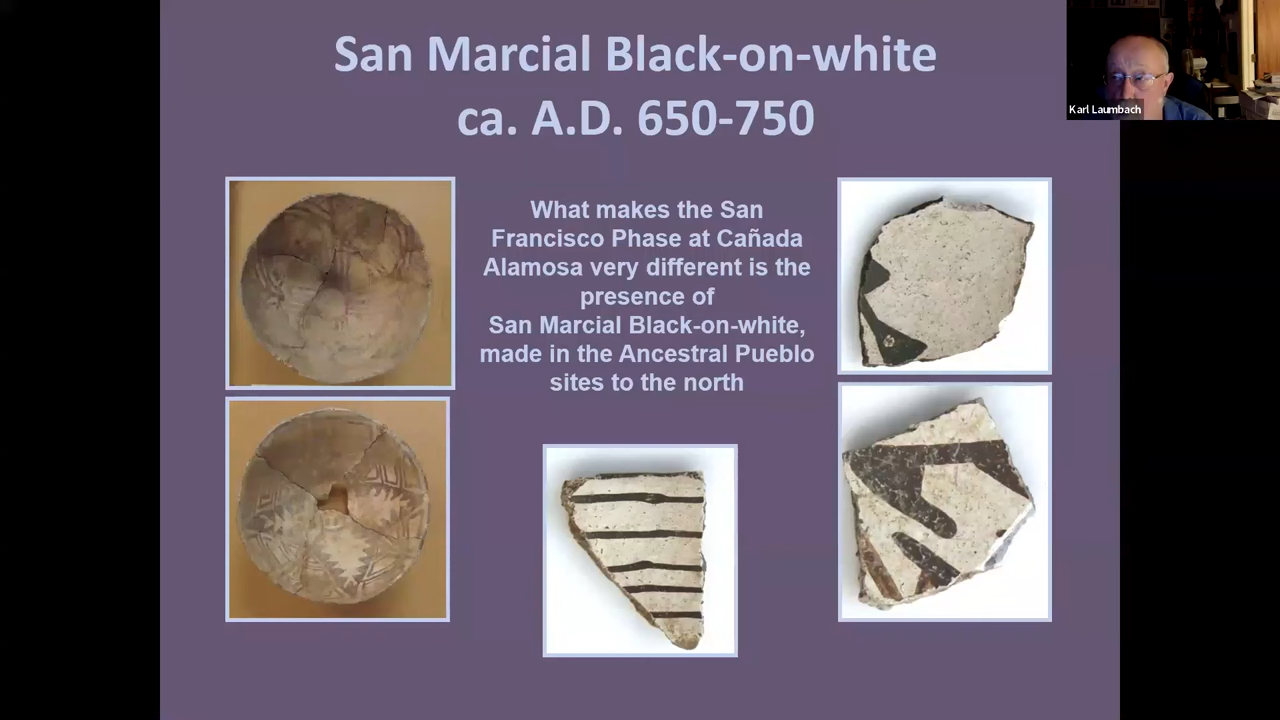 San Marcial Black-on-white
ca. A.D. 650-750
Karl Laumbach
What makes the San
Francisco Phase at Cañada
Alamosa very different is the
presence of
San Marcial Black-on-white,
made in the Ancestral Pueblo
sites to the north